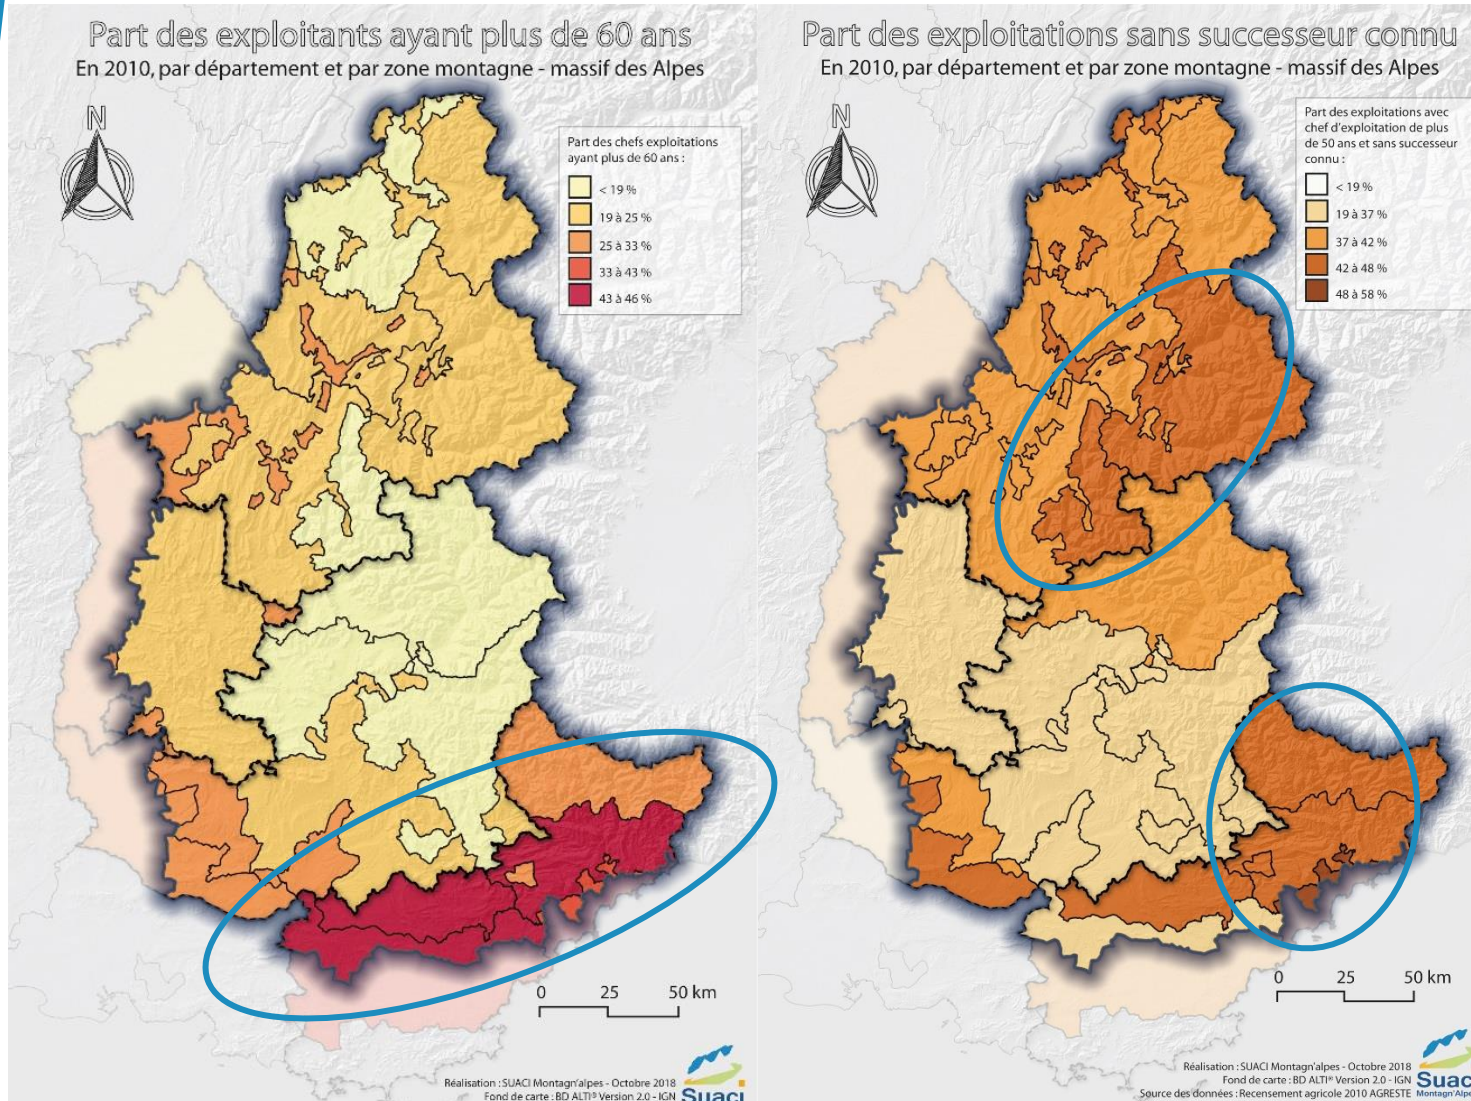 Part des exploitants ayant plus de 60 ans
En 2010, par département et par zone montagne - massif des Alpes
N
Part des chefs exploitations
ayant plus de 60 ans :
< 19 %
19 à 25 %
25 à 33 %
33 à 43 %
43 à 46 %
0 25 50 km
Réalisation : SUACI Montagn'alpes - Octobre 2018
Fond de carte : BD ALTI® Version 2.0 - IGN
Suaci
Part des exploitations sans successeur connu
En 2010, par département et par zone montagne - massif des Alpes
N
Part des exploitations avec
chef d'exploitation de plus
de 50 ans et sans successeur
connu :
< 19 %
19 à 37 %
37 à 42 %
42 à 48 %
48 à 58 %
0 25 50 km
Réalisation : SUACI Montagn'alpes - Octobre 2018
Fond de carte : BD ALTI® Version 2.0 - IGN
Source des données : Recensement agricole 2010 AGRESTE
Suaci
Montagn'Alpes